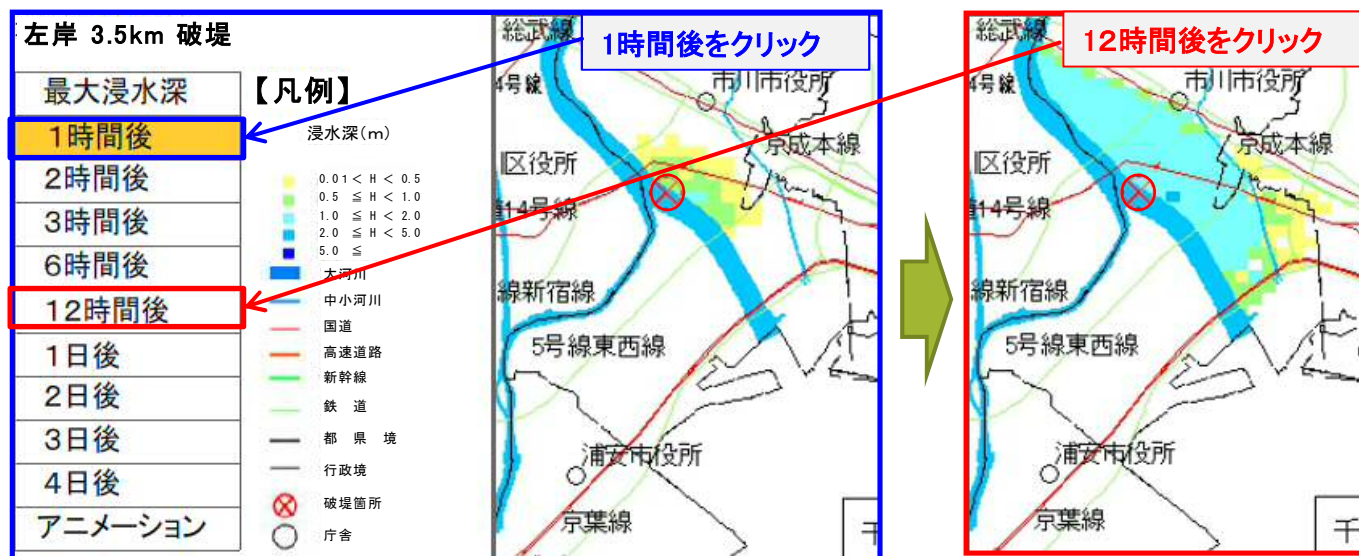 左岸 3.5km 破堤
最大浸水深
1時間後
2時間後
3時間後
6時間後
12時間後
1日後
2日後
3日後
4日後
アニメーション
【凡例】
浸水深(m)
0.01 < H < 0.5
0.5 ≦ H < 1.0
1.0 ≦ H < 2.0
2.0 ≦ H < 5.0
5.0 ≦
大河川
中小河川
国道
高速道路
新幹線
鉄 道
都 県 境
行政境
破堤箇所
庁舎
1時間後をクリック
総武線
4号線
市川市役所
京成本線
区役所
道14号線
線新宿線
5号線東西線
浦安市役所
京葉線
千
12時間後をクリック
総武線
4号線
市川市役所
京成本線
区役所
道14号線
線新宿線
5号線東西線
浦安市役所
京葉線
千